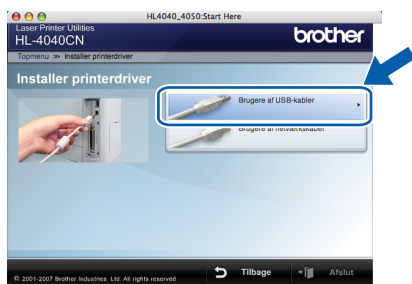 HL4040_4050:Start Here
Laser Printer Utilities
HL-4040CN
brother
Topmenu >> Installer printerdriver
Installer printerdriver
Brugere af USB-kabler
Brugere af netværkskabler
Tilbage
Afslut
© 2001-2007 Brother Industries Ltd. All rights reserved